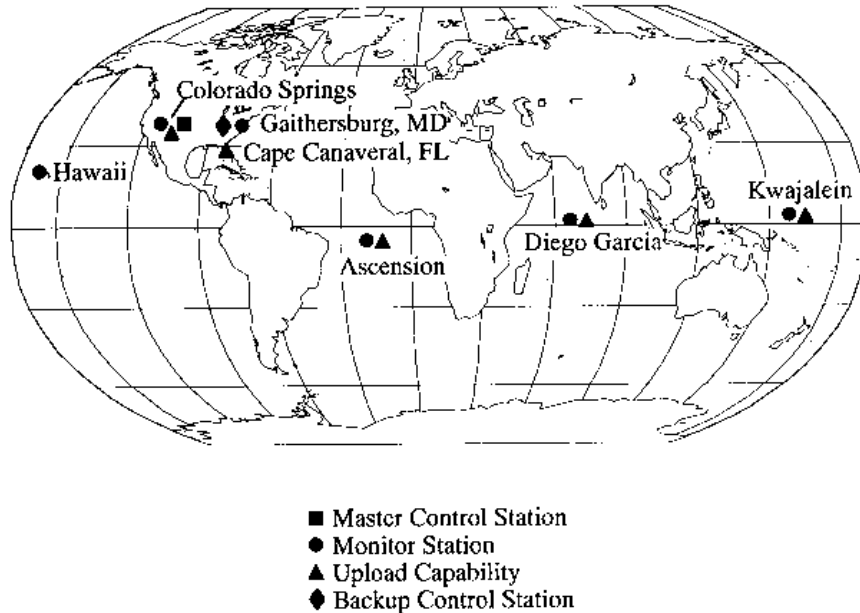 Colorado Springs
Gaithersburg, MD
Cape Canaveral, FL
Hawaii
Kwajalein
Diego Garcia
Ascension
Master Control Station
Monitor Station
Upload Capability
Backup Control Station